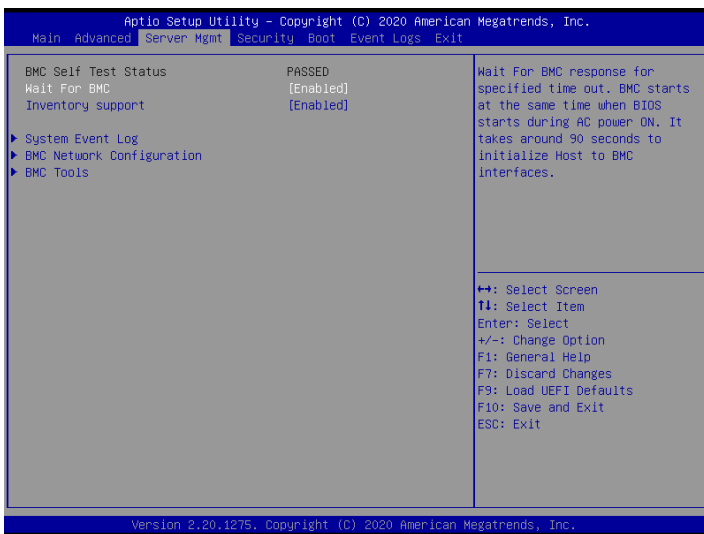 Aptio Setup Utility – Copyright (C) 2020 American Megatrends, Inc.
Main Advanced Server Mgmt Security Boot Event Logs Exit
BMC Self Test Status PASSED
Wait For BMC [Enabled]
Inventory support [Enabled]
System Event Log
BMC Network Configuration
BMC Tools
Wait For BMC response for
specified time out. BMC starts
at the same time when BIOS
starts during AC power ON. It
takes around 90 seconds to
initialize Host to BMC
interfaces.
↔: Select Screen
↑↓: Select Item
Enter: Select
+/-: Change Option
F1: General Help
F7: Discard Changes
F9: Load UEFI Defaults
F10: Save and Exit
ESC: Exit
Version 2.20.1275. Copyright (C) 2020 American Megatrends, Inc.